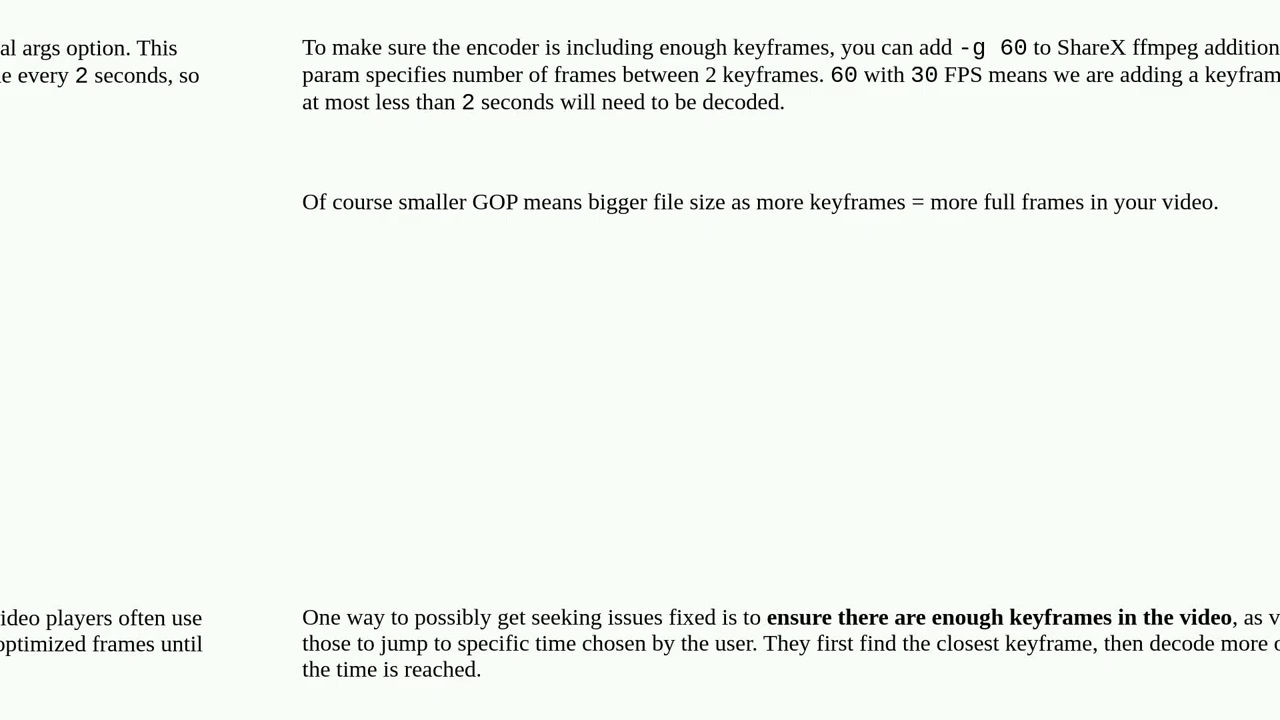 al args option. This
e every 2 seconds, so
To make sure the encoder is including enough keyframes, you can add -g 60 to ShareX ffmpeg addition
param specifies number of frames between 2 keyframes. 60 with 30 FPS means we are adding a keyfram
at most less than 2 seconds will need to be decoded.
Of course smaller GOP means bigger file size as more keyframes = more full frames in your video.
ideo players often use
optimized frames until
One way to possibly get seeking issues fixed is to ensure there are enough keyframes in the video, as v
those to jump to specific time chosen by the user. They first find the closest keyframe, then decode more o
the time is reached.